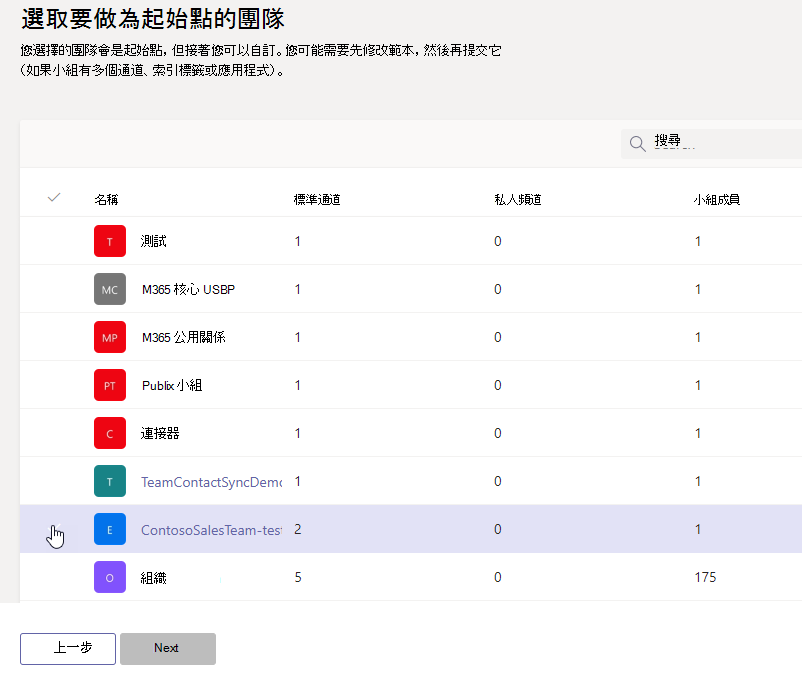 選取要做為起始點的團隊
您選擇的團隊會是起始點，但接著您可以自訂。您可能需要先修改範本，然後再提交它
（如果小組有多個通道、索引標籤或應用程式）。
搜尋
名稱 標準通道 私人頻道 小組成員
T 測試 1 0 1
MC M365 核心 USBP 1 0 1
MP M365 公用關係 1 0 1
PT Publix 小組 1 0 1
C 連接器 1 0 1
T TeamContactSyncDemo 1 0 1
E ContosoSalesTeam-test 2 0 1
O 組織 5 0 175
上一步 Next